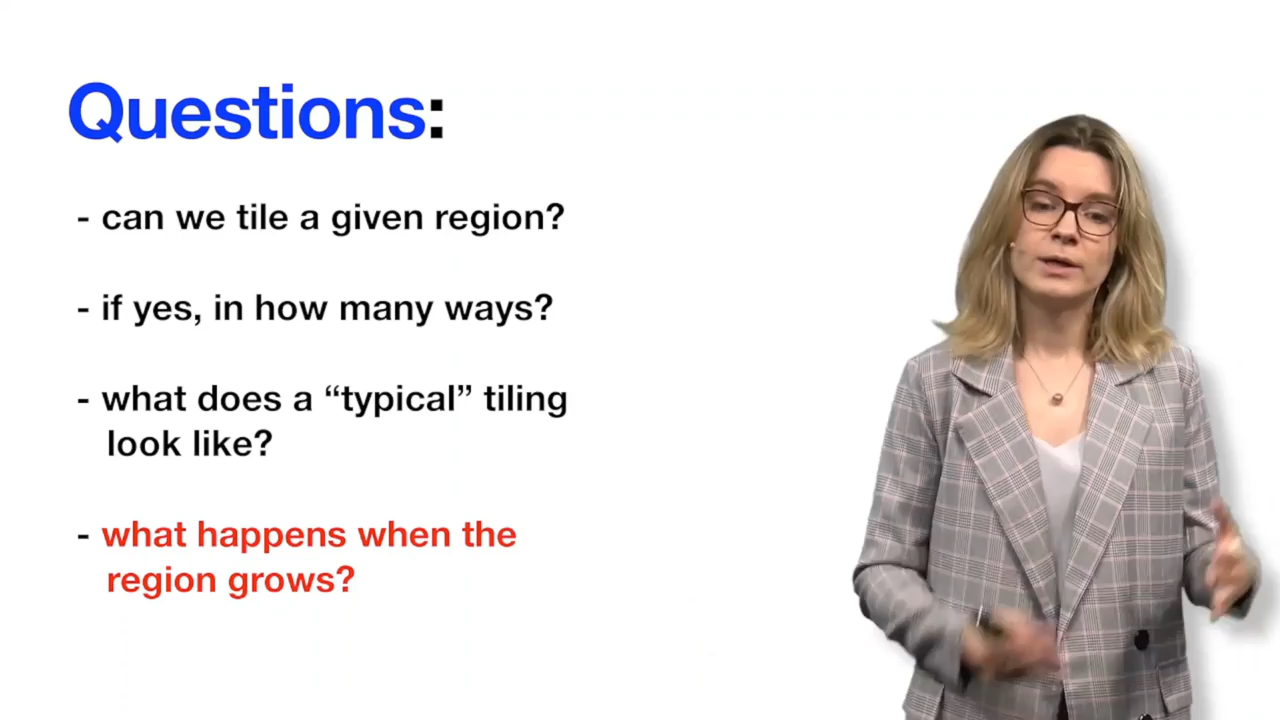 Questions:
- can we tile a given region?
- if yes, in how many ways?
- what does a “typical” tiling
look like?
- what happens when the
region grows?